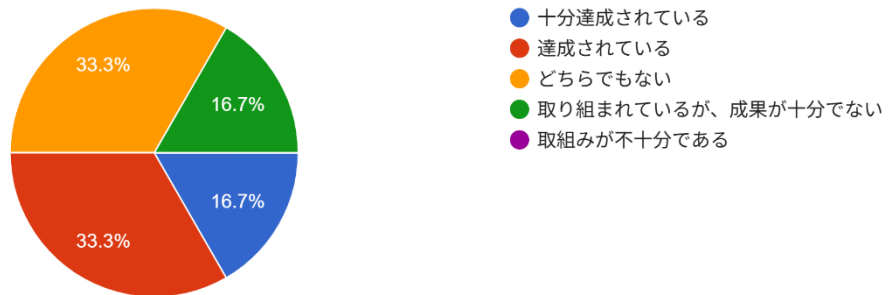 33.3%
16.7%
16.7%
33.3%
十分達成されている
達成されている
どちらでもない
取り組まれているが、成果が十分でない
取組みが不十分である